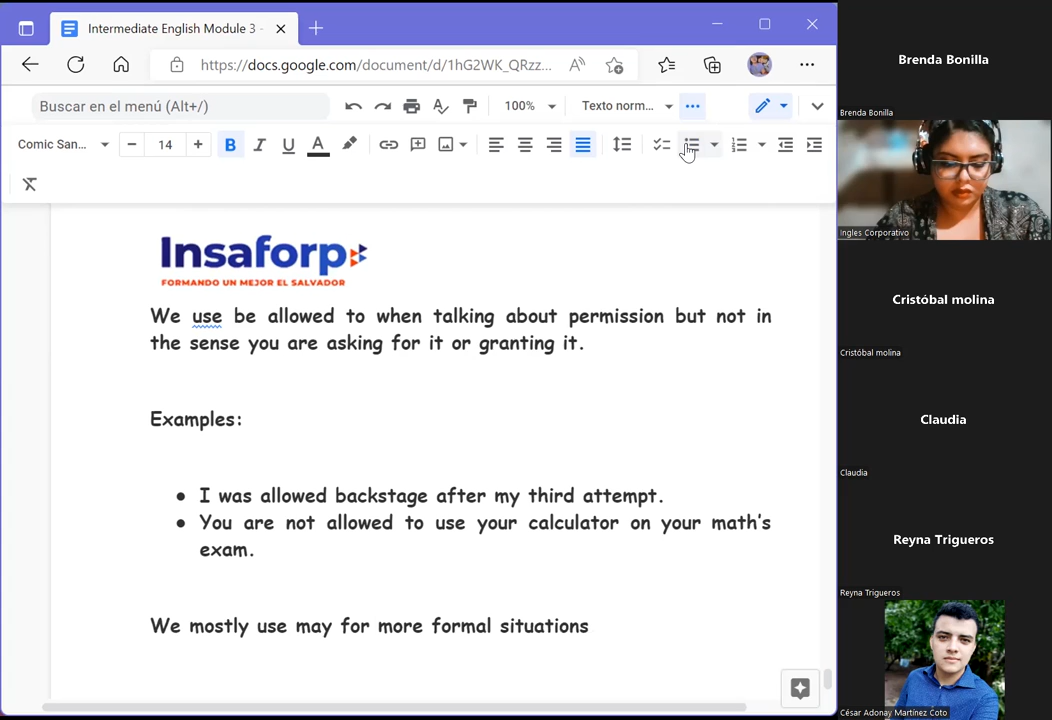 Intermediate English Module 3 -
https://docs.google.com/document/d/1hG2WK_QRzz...
Buscar en el menú (Alt+/)
100%
Texto norm...
Comic San...
14
B
I
U
A
Insaforp
FORMANDO UN MEJOR EL SALVADOR
We use be allowed to when talking about permission but not in
the sense you are asking for it or granting it.
Examples:
● I was allowed backstage after my third attempt.
● You are not allowed to use your calculator on your math's
exam.
We mostly use may for more formal situations
Brenda Bonilla
Brenda Bonilla
Ingles Corporativo
Cristóbal molina
Cristóbal molina
Claudia
Claudia
Reyna Trigueros
Reyna Trigueros
César Adonay Martínez Coto